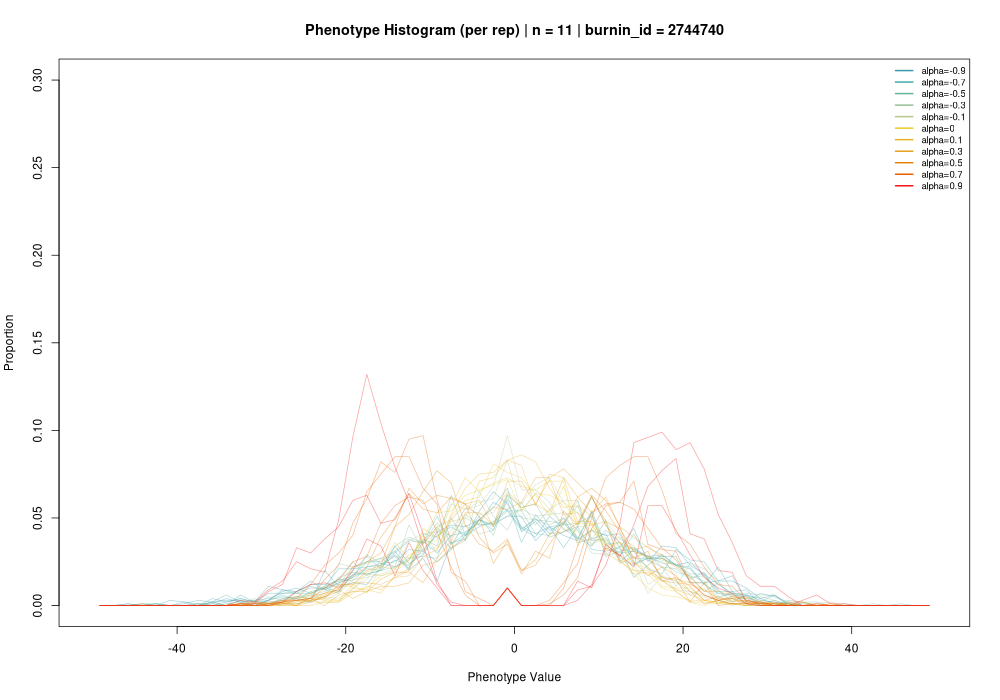 Phenotype Histogram (per rep) | n = 11 | burnin_id = 2744740
alpha=-0.9
alpha=-0.7
alpha=-0.5
alpha=-0.3
alpha=-0.1
alpha=0
alpha=0.1
alpha=0.3
alpha=0.5
alpha=0.7
alpha=0.9
Proportion
0.30
0.25
0.20
0.15
0.10
0.05
0.00
-40
-20
0
20
40
Phenotype Value